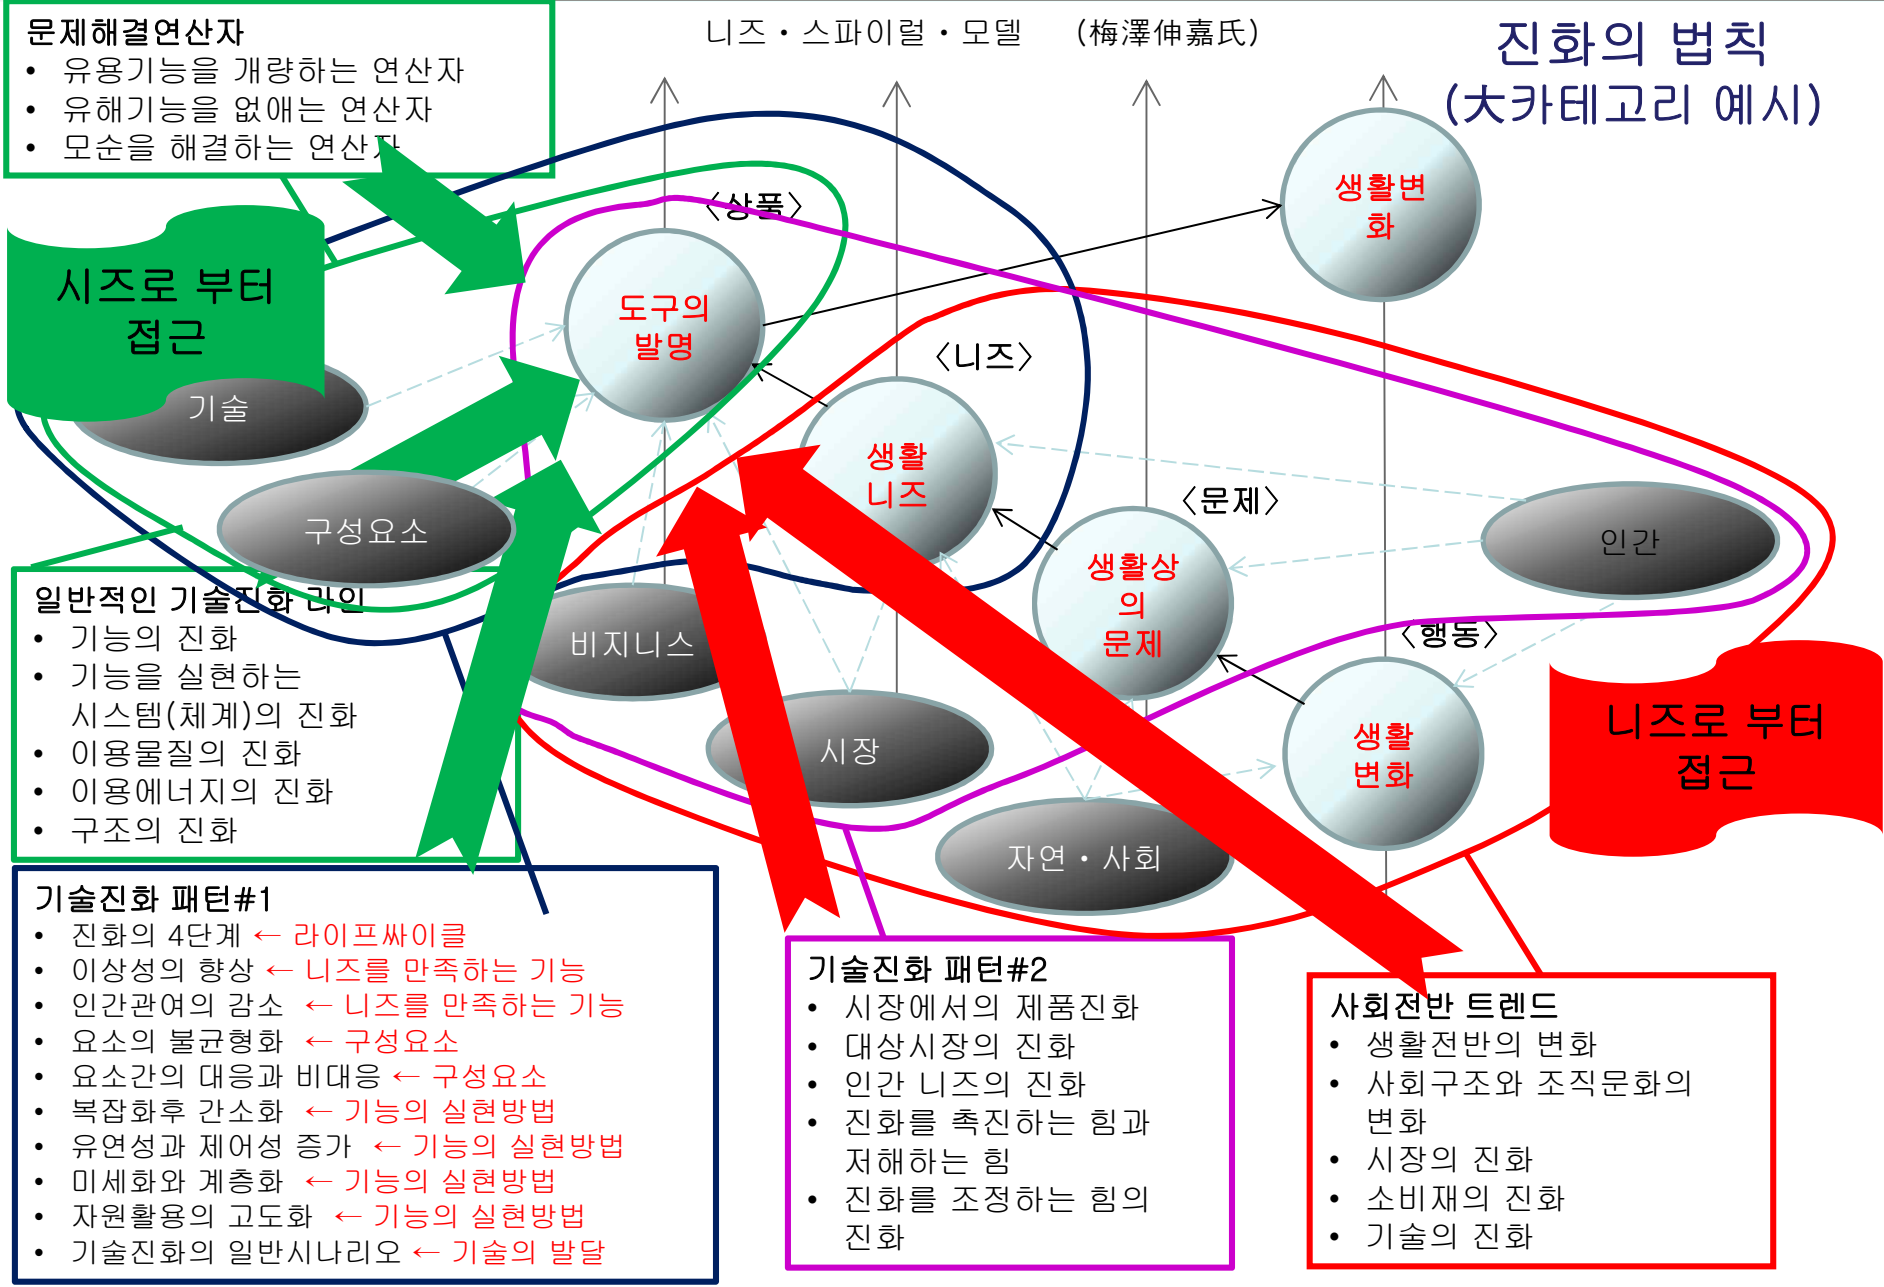 니즈・스파이럴・모델 (梅澤伸嘉氏)
진화의 법칙
(大카테고리 예시)
문제해결연산자
• 유용기능을 개량하는 연산자
• 유해기능을 없애는 연산자
• 모순을 해결하는 연산자
시즈로 부터
접근
〈상품〉
생활변
화
도구의
발명
〈니즈〉
기술
생활
니즈
〈문제〉
구성요소
인간
생활상
의
문제
비지니스
〈행동〉
시장
생활
변화
니즈로 부터
접근
자연・사회
일반적인 기술진화 라인
• 기능의 진화
• 기능을 실현하는
시스템(체계)의 진화
• 이용물질의 진화
• 이용에너지의 진화
• 구조의 진화
기술진화 패턴#1
• 진화의 4단계 ← 라이프싸이클
• 이상성의 향상 ← 니즈를 만족하는 기능
• 인간관여의 감소 ← 니즈를 만족하는 기능
• 요소의 불균형화 ← 구성요소
• 요소간의 대응과 비대응 ← 구성요소
• 복잡화후 간소화 ← 기능의 실현방법
• 유연성과 제어성 증가 ← 기능의 실현방법
• 미세화와 계층화 ← 기능의 실현방법
• 자원활용의 고도화 ← 기능의 실현방법
• 기술진화의 일반시나리오 ← 기술의 발달
기술진화 패턴#2
• 시장에서의 제품진화
• 대상시장의 진화
• 인간 니즈의 진화
• 진화를 촉진하는 힘과
저해하는 힘
• 진화를 조정하는 힘의
진화
사회전반 트렌드
• 생활전반의 변화
• 사회구조와 조직문화의
변화
• 시장의 진화
• 소비재의 진화
• 기술의 진화